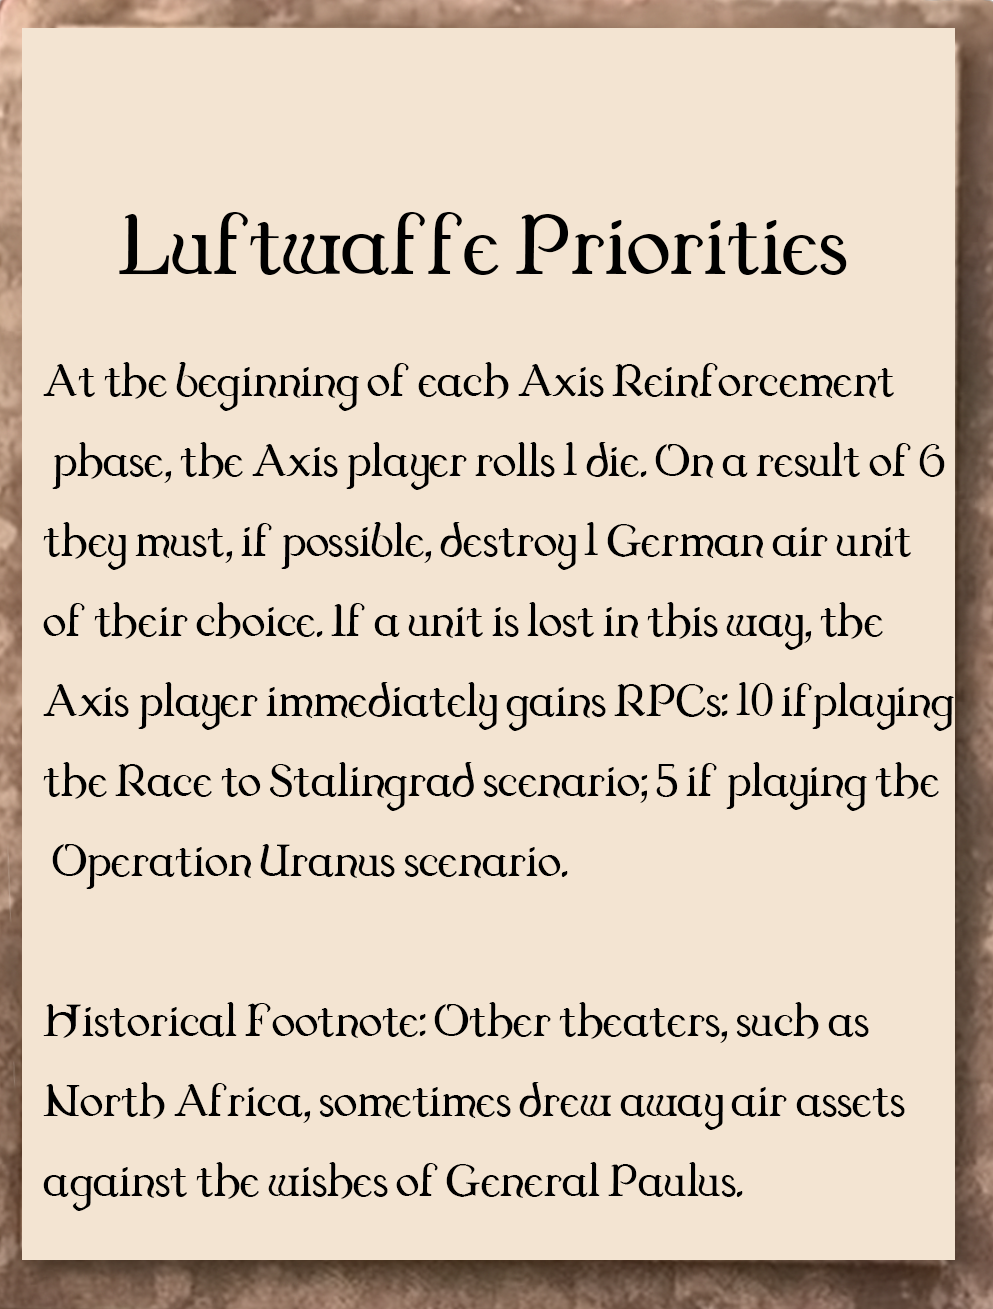 Luftwaffe Priorities
At the beginning of each Axis Reinforcement
phase, the Axis player rolls 1 die. On a result of 6
they must, if possible, destroy 1 German air unit
of their choice. If a unit is lost in this way, the
Axis player immediately gains RPCs: 10 if playing
the Race to Stalingrad scenario; 5 if playing the
Operation Uranus scenario.
Historical Footnote: Other theaters, such as
North Africa, sometimes drew away air assets
against the wishes of General Paulus.